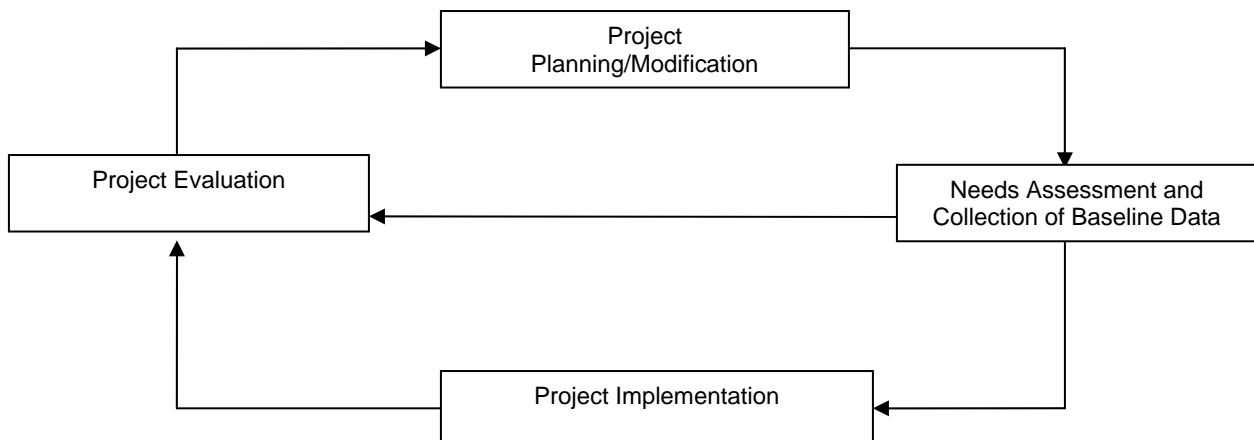 Project
Planning/Modification
Project Evaluation
Needs Assessment and
Collection of Baseline Data
Project Implementation